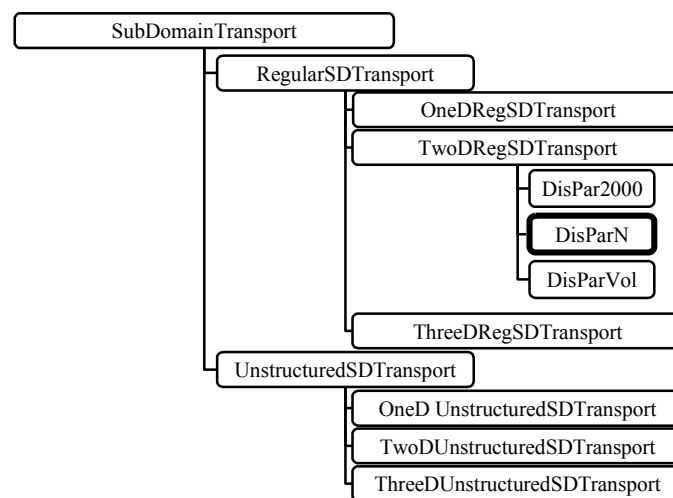 SubDomainTransport
RegularSDTransport
OneDRegSDTransport
TwoDRegSDTransport
DisPar2000
DisParN
DisParVol
ThreeDRegSDTransport
UnstructuredSDTransport
OneD UnstructuredSDTransport
TwoDUnstructuredSDTransport
ThreeDUnstructuredSDTransport